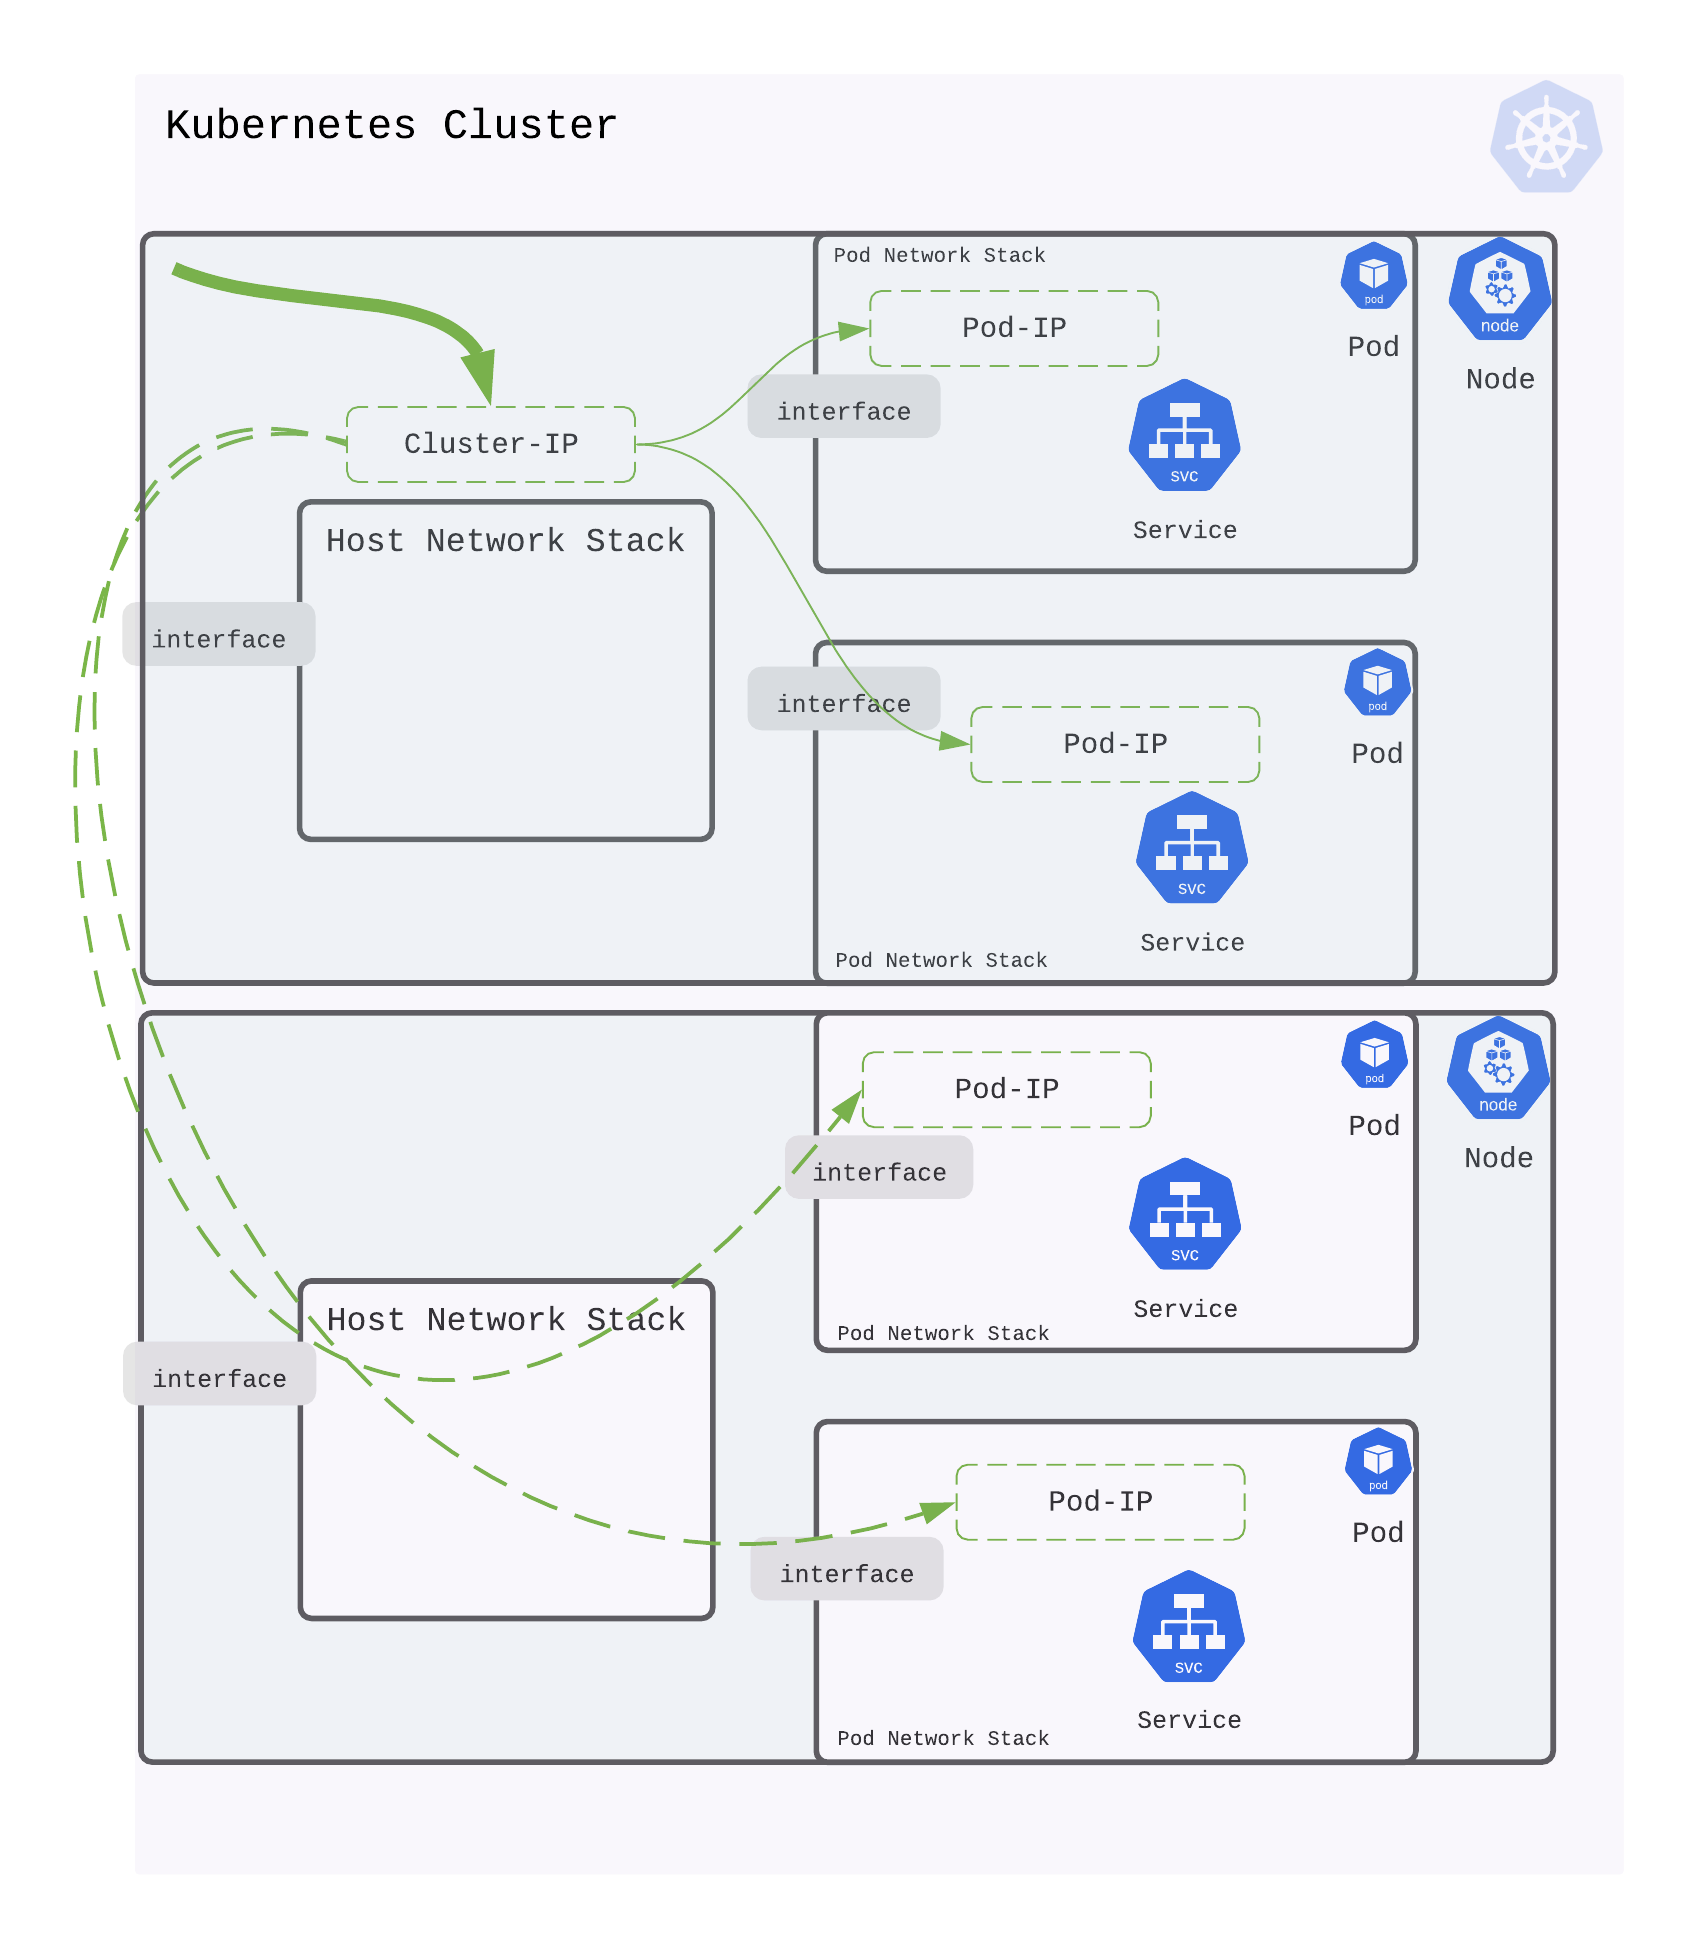 Kubernetes Cluster
Pod Network Stack
Pod-IP
pod
Pod
node
Node
interface
Cluster-IP
svc
Service
Host Network Stack
interface
interface
Pod-IP
pod
Pod
svc
Service
Pod Network Stack
Pod-IP
pod
Pod
node
Node
interface
svc
Service
Host Network Stack
Pod Network Stack
interface
Pod-IP
pod
Pod
interface
svc
Service
Pod Network Stack